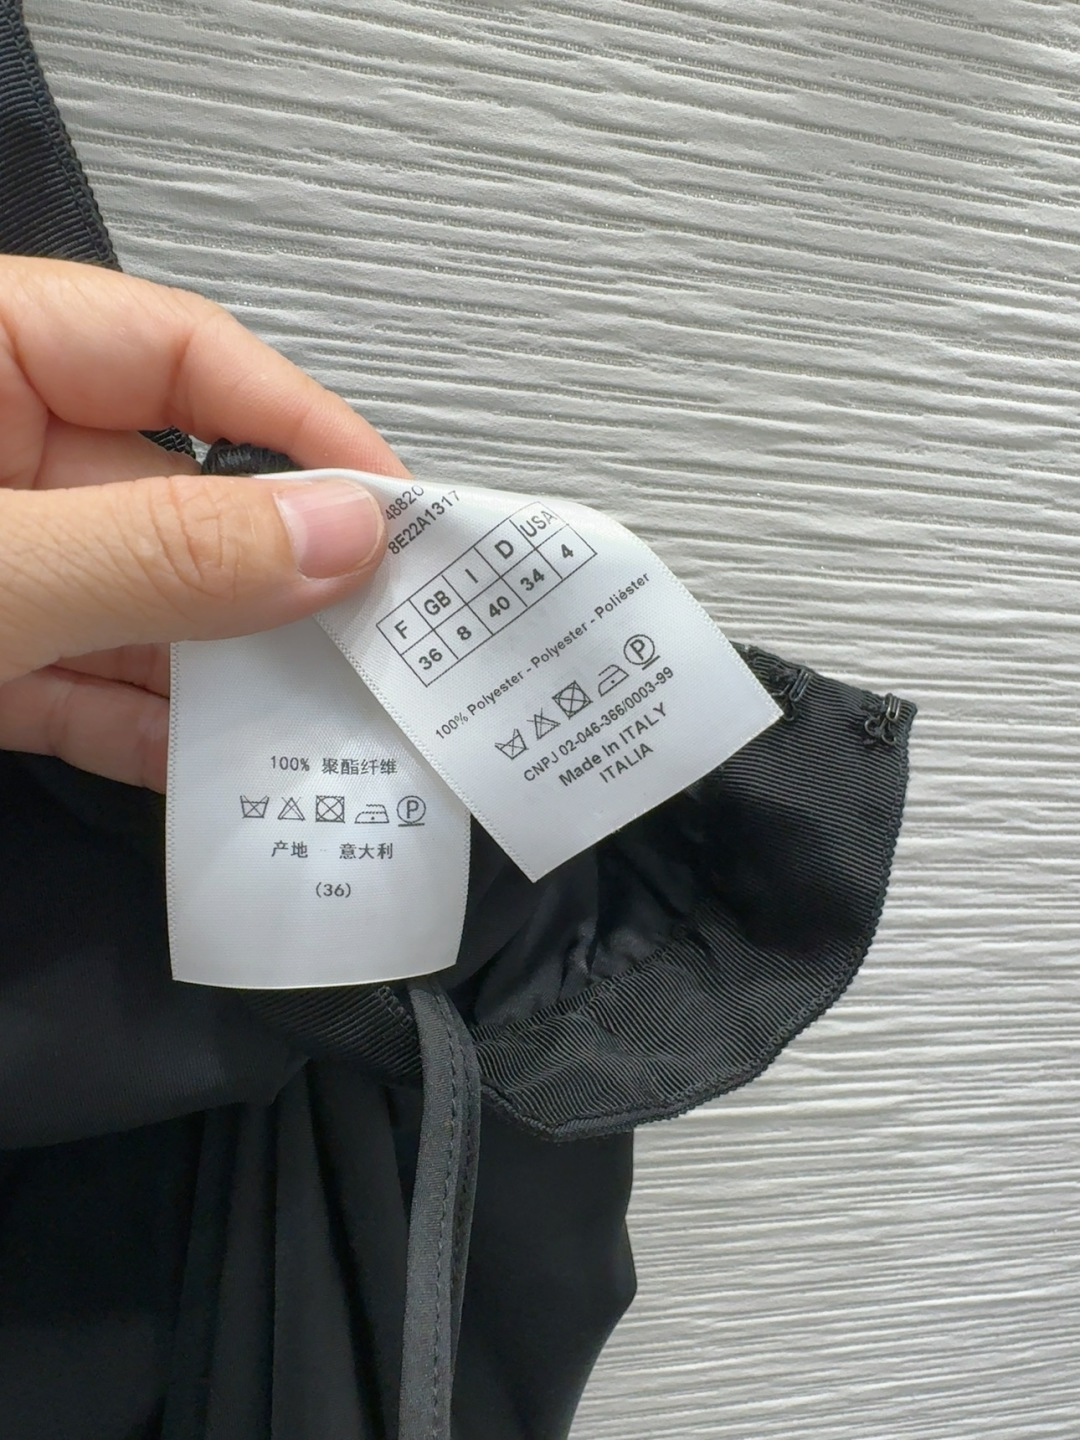 48820
8E22A1317
F GB I D USA
36 8 40 34 4
100% Polyester - Polyester - Poliéster
P
CNPJ 02-046-366/0003-99
Made In ITALY
ITALIA
100% 聚酯纤维
P
产地 意大利
(36)